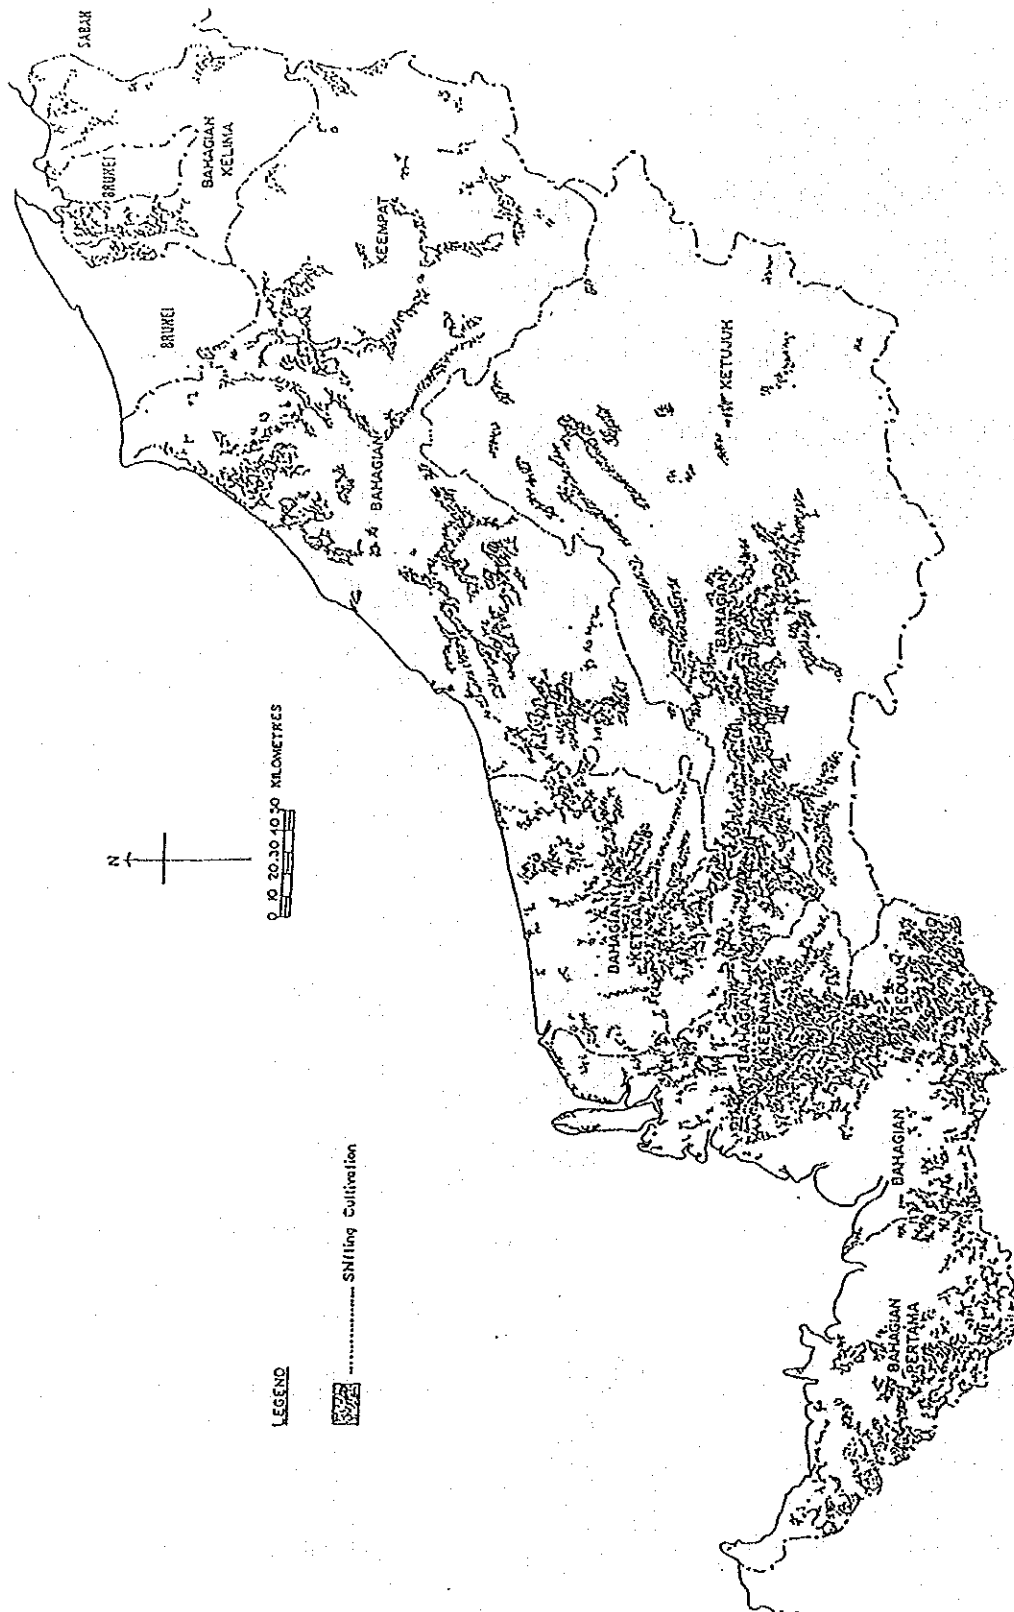 SABAH
BRUNEI
BAHAGIAN
KELIMA
BRUNEI
KEEMPAT
BAHAGIAN
KETUJUH
BAHAGIAN
N
0 10 20 30 40 50 KILOMETRES
BAHAGIAN
KETIGA
BAHAGIAN
KEENAM
KEDUA
BAHAGIAN
BAHAGIAN
PERTAMA
LEGEND
Shifting Cultivation